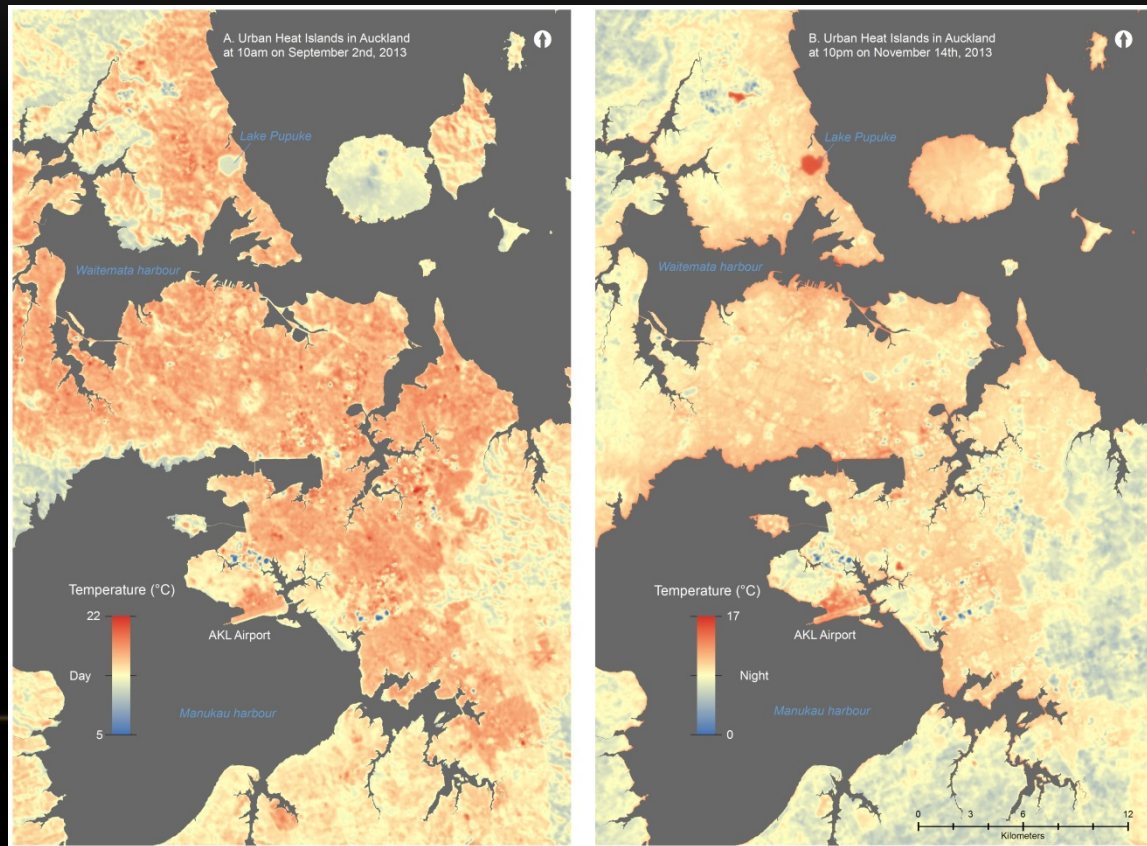 A. Urban Heat Islands in Auckland
at 10am on September 2nd, 2013
Lake Pupuke
Waitemata harbour
Temperature (°C)
22
Day
5
AKL Airport
Manukau harbour
B. Urban Heat Islands in Auckland
at 10pm on November 14th, 2013
Lake Pupuke
Waitemata harbour
Temperature (°C)
17
Night
0
AKL Airport
Manukau harbour
0 3 6 12
Kilometers